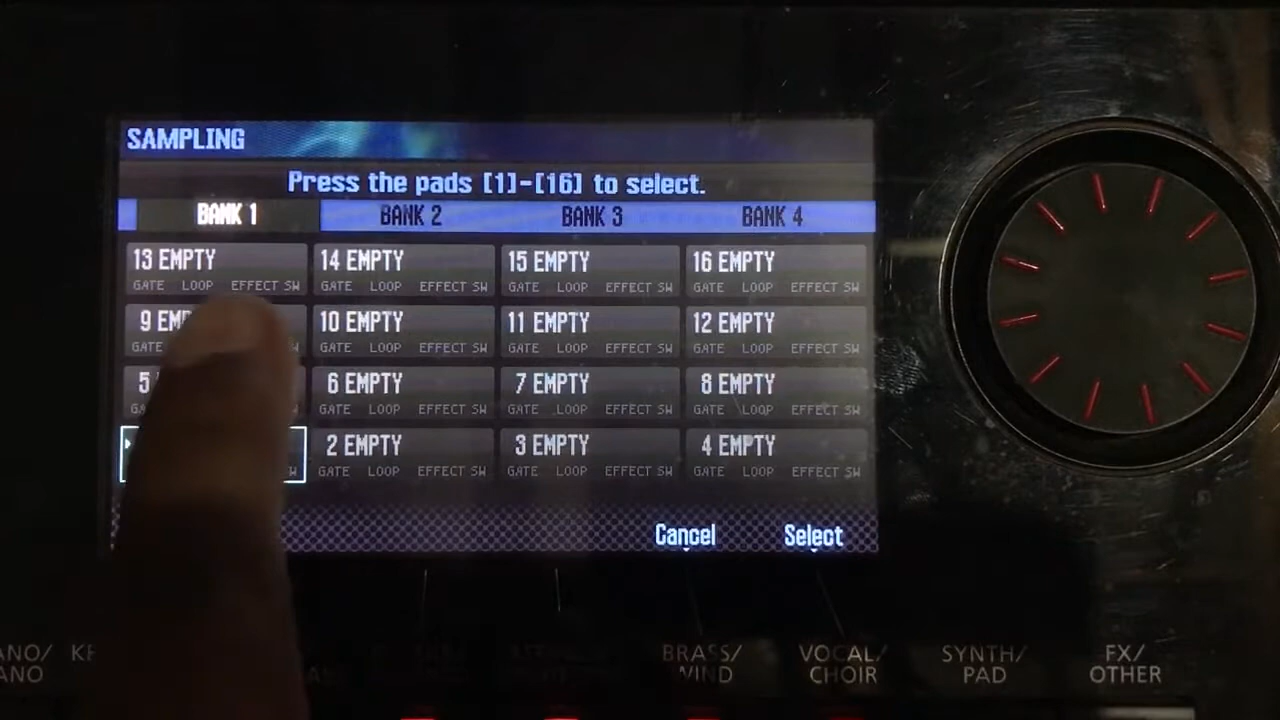 SAMPLING
Press the pads [1]-[16] to select.
BANK 1 BANK 2 BANK 3 BANK 4
13 EMPTY 14 EMPTY 15 EMPTY 16 EMPTY
GATE LOOP EFFECT SW GATE LOOP EFFECT SW GATE LOOP EFFECT SW GATE LOOP EFFECT SW
9 10 EMPTY 11 EMPTY 12 EMPTY
GATE GATE LOOP EFFECT SW GATE LOOP EFFECT SW GATE LOOP EFFECT SW
5 6 EMPTY 7 EMPTY 8 EMPTY
GATE LOOP EFFECT SW GATE LOOP EFFECT SW GATE LOOP EFFECT SW
2 EMPTY 3 EMPTY 4 EMPTY
GATE LOOP EFFECT SW GATE LOOP EFFECT SW GATE LOOP EFFECT SW
Cancel Select
BRASS/ VOCAL/ SYNTH/ FX/
WIND CHOIR PAD OTHER